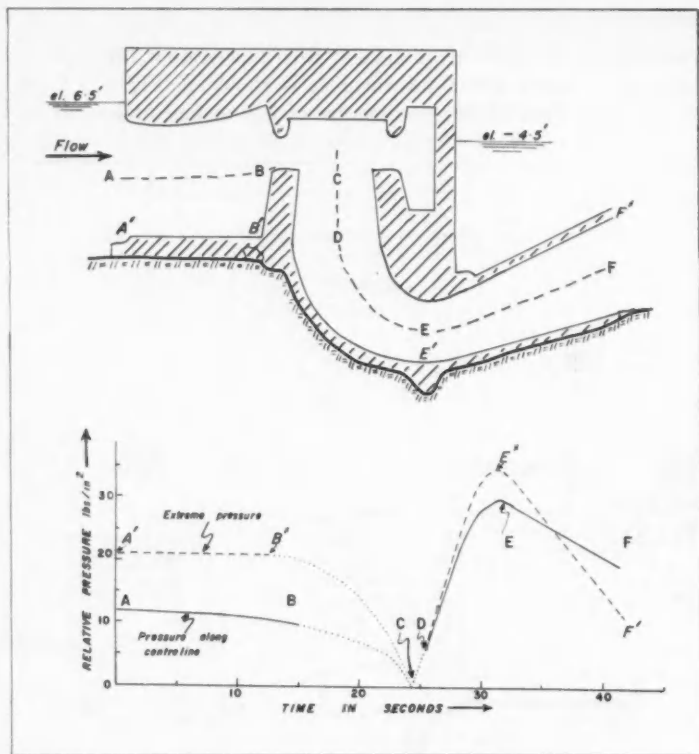 el. 6·5'
el. - 4·5'
Flow
A
B
C
A'
B'
F"
D
F
E
E'
RELATIVE PRESSURE lbs/in²
30
20
10
0
A'
Extreme pressure
B'
E"
E
F
A
B
C
D
Pressure along
centreline
F'
0
10
20
30
40
TIME IN SECONDS